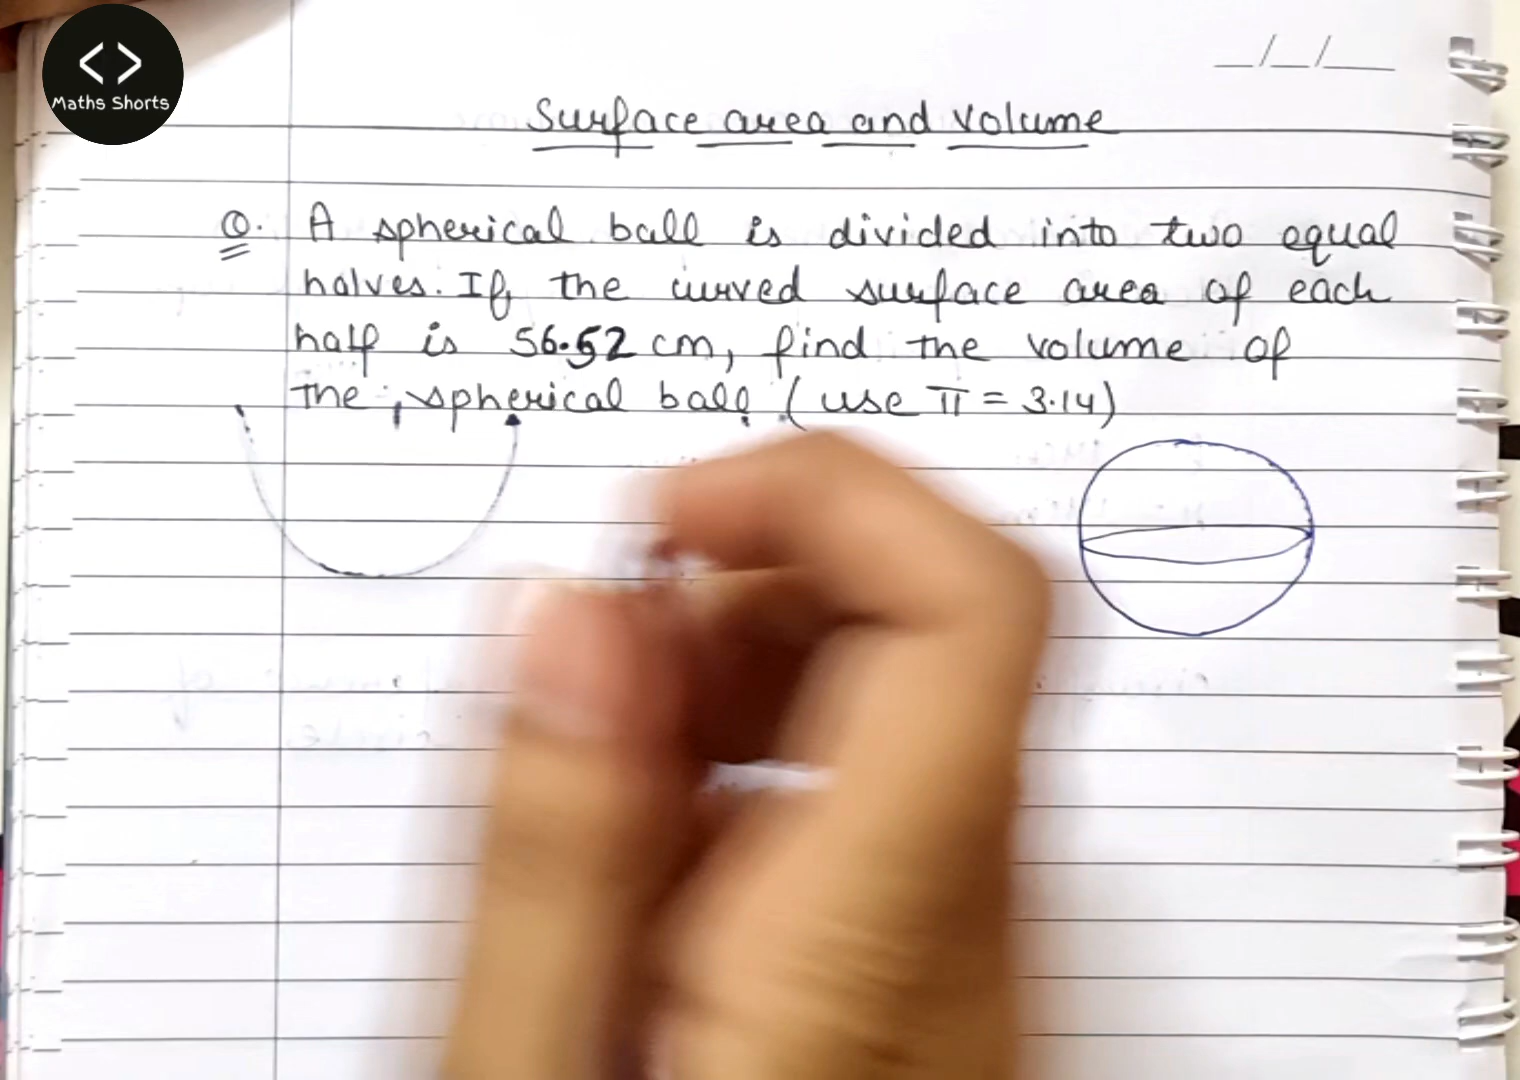 < >
Maths Shorts
_/_/__
Surface area and volume
Q. A spherical ball is divided into two equal
halves. If the curved surface area of each
half is 56.52 cm, find the volume of
the spherical ball (use π = 3.14)